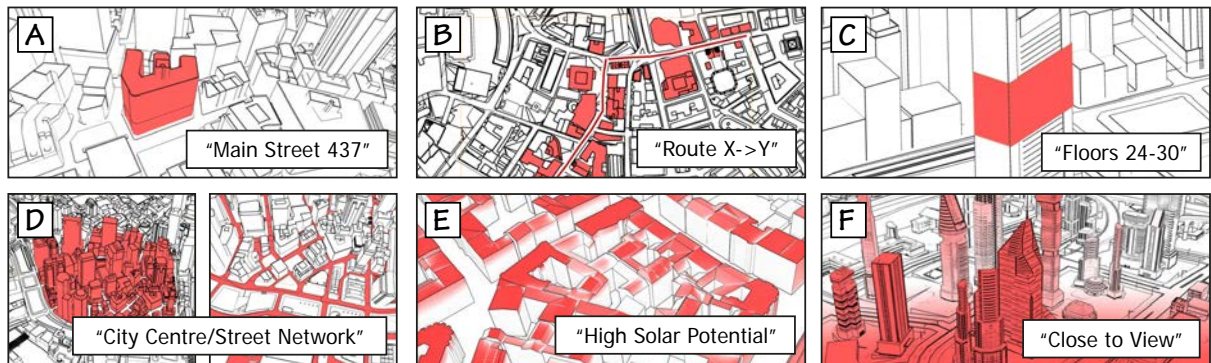 A
"Main Street 437"
B
"Route X->Y"
C
"Floors 24-30"
D
"City Centre/Street Network"
E
"High Solar Potential"
F
"Close to View"